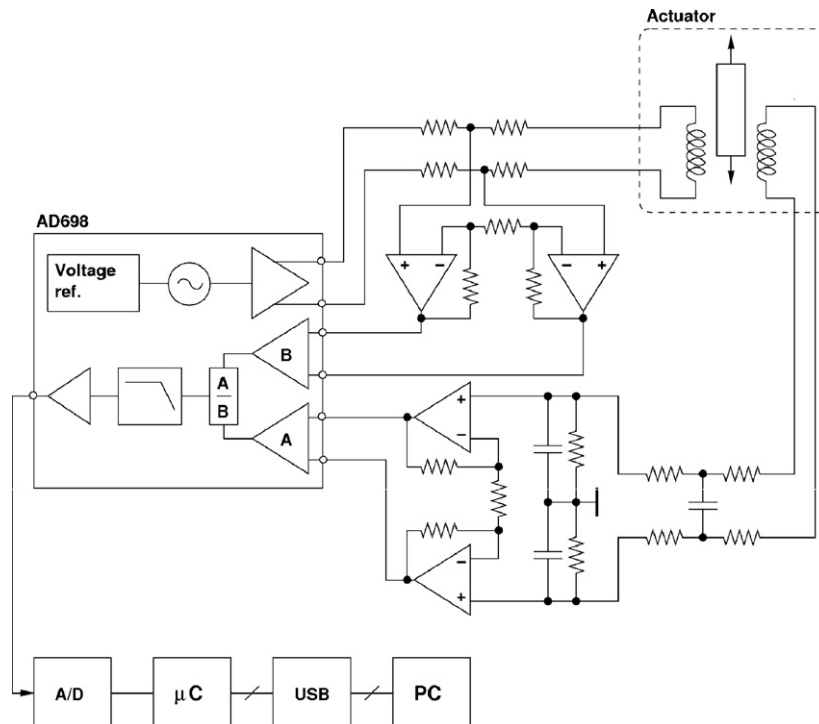 Actuator
AD698
Voltage
ref.
+
−
−
+
B
A
B
A
+
−
−
+
A/D
μC
USB
PC